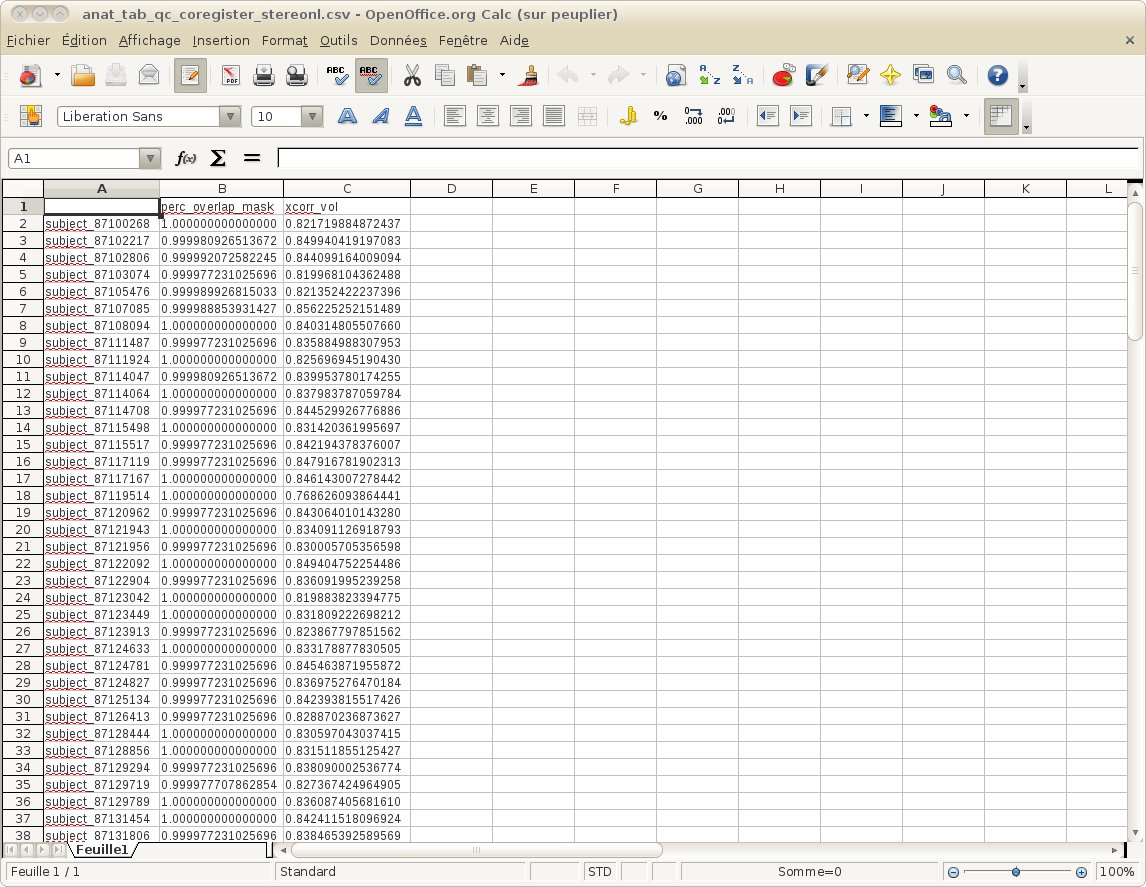 anat_tab_qc_coregister_stereonl.csv - OpenOffice.org Calc (sur peuplier)
Fichier Édition Affichage Insertion Format Outils Données Fenêtre Aide
PDF ABC ABC
Liberation Sans 10 A A A % .000 .000
A1 f(x) Σ =
A B C D E F G H I J K L
1 perc_overlap_mask xcorr_vol
2 subject_87100268 1.000000000000000 0.821719884872437
3 subject_87102217 0.999980926513672 0.849940419197083
4 subject_87102806 0.999992072582245 0.844099164009094
5 subject_87103074 0.999977231025696 0.819968104362488
6 subject_87105476 0.999989926815033 0.821352422237396
7 subject_87107085 0.999988853931427 0.856225252151489
8 subject_87108094 1.000000000000000 0.840314805507660
9 subject_87111487 0.999977231025696 0.835884988307953
10 subject_87111924 1.000000000000000 0.825696945190430
11 subject_87114047 0.999980926513672 0.839953780174255
12 subject_87114064 1.000000000000000 0.837983787059784
13 subject_87114708 0.999977231025696 0.844529926776886
14 subject_87115498 1.000000000000000 0.831420361995697
15 subject_87115517 0.999977231025696 0.842194378376007
16 subject_87117119 0.999977231025696 0.847916781902313
17 subject_87117167 1.000000000000000 0.846143007278442
18 subject_87119514 1.000000000000000 0.768626093864441
19 subject_87120962 0.999977231025696 0.843064010143280
20 subject_87121943 1.000000000000000 0.834091126918793
21 subject_87121956 0.999977231025696 0.830005705356598
22 subject_87122092 1.000000000000000 0.849404752254486
23 subject_87122904 0.999977231025696 0.836091995239258
24 subject_87123042 1.000000000000000 0.819883823394775
25 subject_87123449 1.000000000000000 0.831809222698212
26 subject_87123913 0.999977231025696 0.823867797851562
27 subject_87124633 1.000000000000000 0.833178877830505
28 subject_87124781 0.999977231025696 0.845463871955872
29 subject_87124827 0.999977231025696 0.836975276470184
30 subject_87125134 0.999977231025696 0.842393815517426
31 subject_87126413 0.999977231025696 0.828870236873627
32 subject_87128444 1.000000000000000 0.830597043037415
33 subject_87128856 1.000000000000000 0.831511855125427
34 subject_87129294 0.999977231025696 0.838090002536774
35 subject_87129719 0.999977707862854 0.827367424964905
36 subject_87129789 1.000000000000000 0.836087405681610
37 subject_87131454 1.000000000000000 0.842411518096924
38 subject_87131806 0.999977231025696 0.838465392589569
Feuille1
Feuille 1 / 1 Standard STD Somme=0 100%